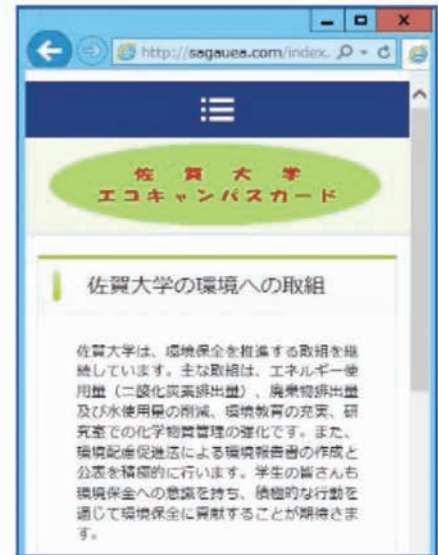 http://sagauea.com/index.
佐賀大学
エコキャンパスカード
佐賀大学の環境への取組
佐賀大学は、環境保全を推進する取組を継
続しています。主な取組は、エネルギー使
用量（二酸化炭素排出量）、廃棄物排出量
及び水使用量の削減、環境教育の充実、研
究室での化学物質管理の強化です。また、
環境配慮促進法による環境報告書の作成と
公表を積極的に行います。学生の皆さんも
環境保全への意識を持ち、積極的な行動を
通じて環境保全に貢献することが期待されま
す。